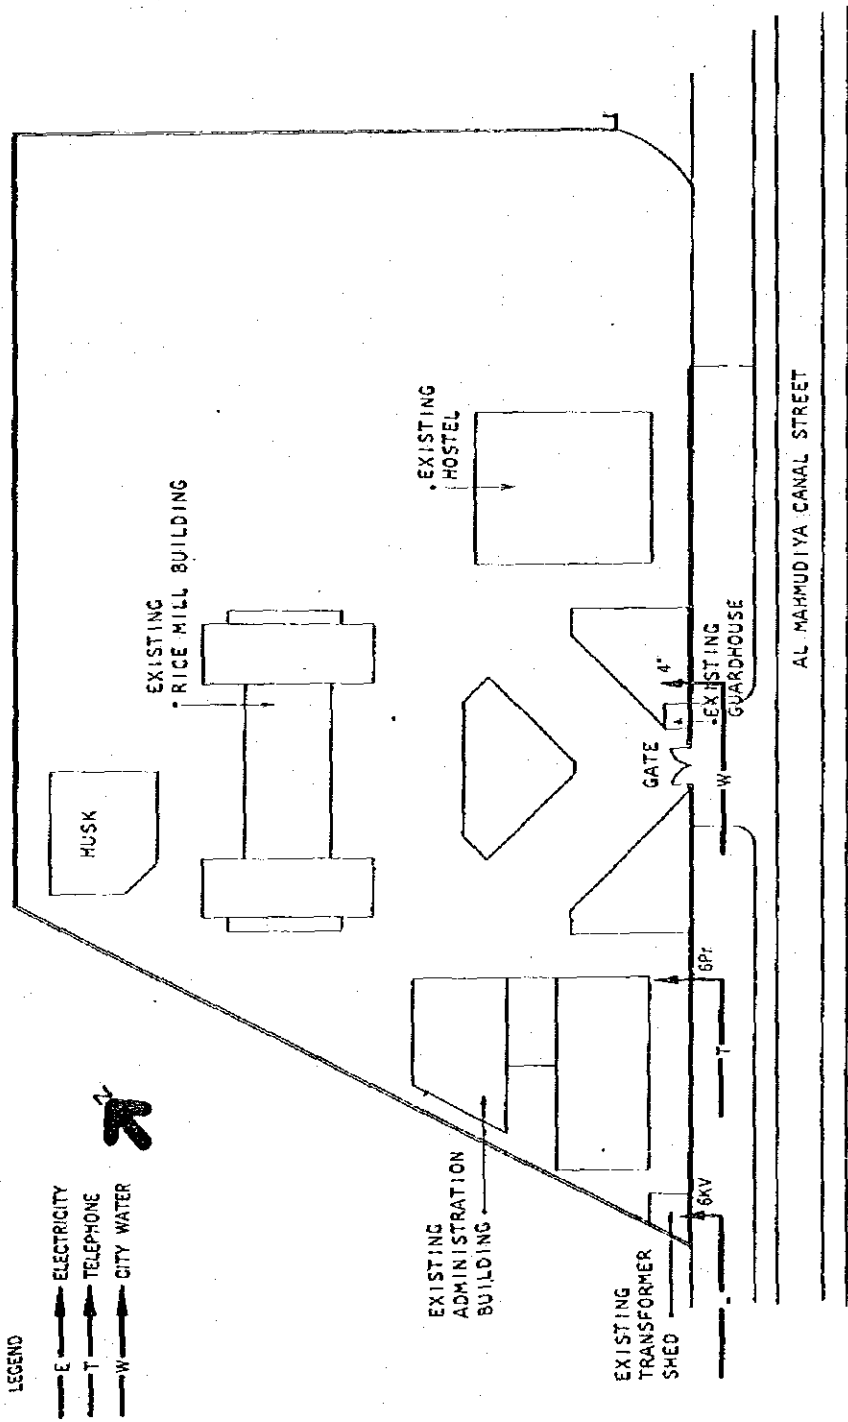 LEGEND
E ELECTRICITY
T TELEPHONE
W CITY WATER
N
HUSK
EXISTING
RICE MILL BUILDING
EXISTING
HOSTEL
EXISTING
ADMINISTRATION
BUILDING
EXISTING
TRANSFORMER
SHED
6KV
6Pr
T
GATE
W
4"
EXISTING
GUARDHOUSE
AL MAHMUDIYA CANAL STREET